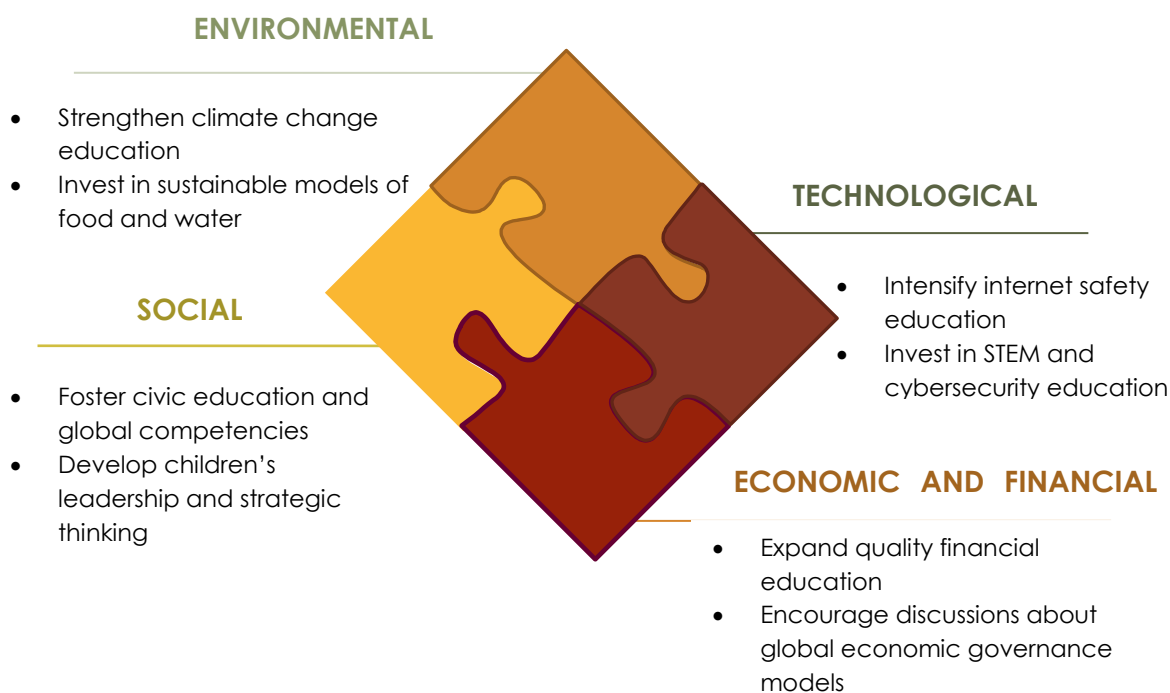 ENVIRONMENTAL
• Strengthen climate change
education
• Invest in sustainable models of
food and water
SOCIAL
• Foster civic education and
global competencies
• Develop children’s
leadership and strategic
thinking
TECHNOLOGICAL
• Intensify internet safety
education
• Invest in STEM and
cybersecurity education
ECONOMIC AND FINANCIAL
• Expand quality financial
education
• Encourage discussions about
global economic governance
models